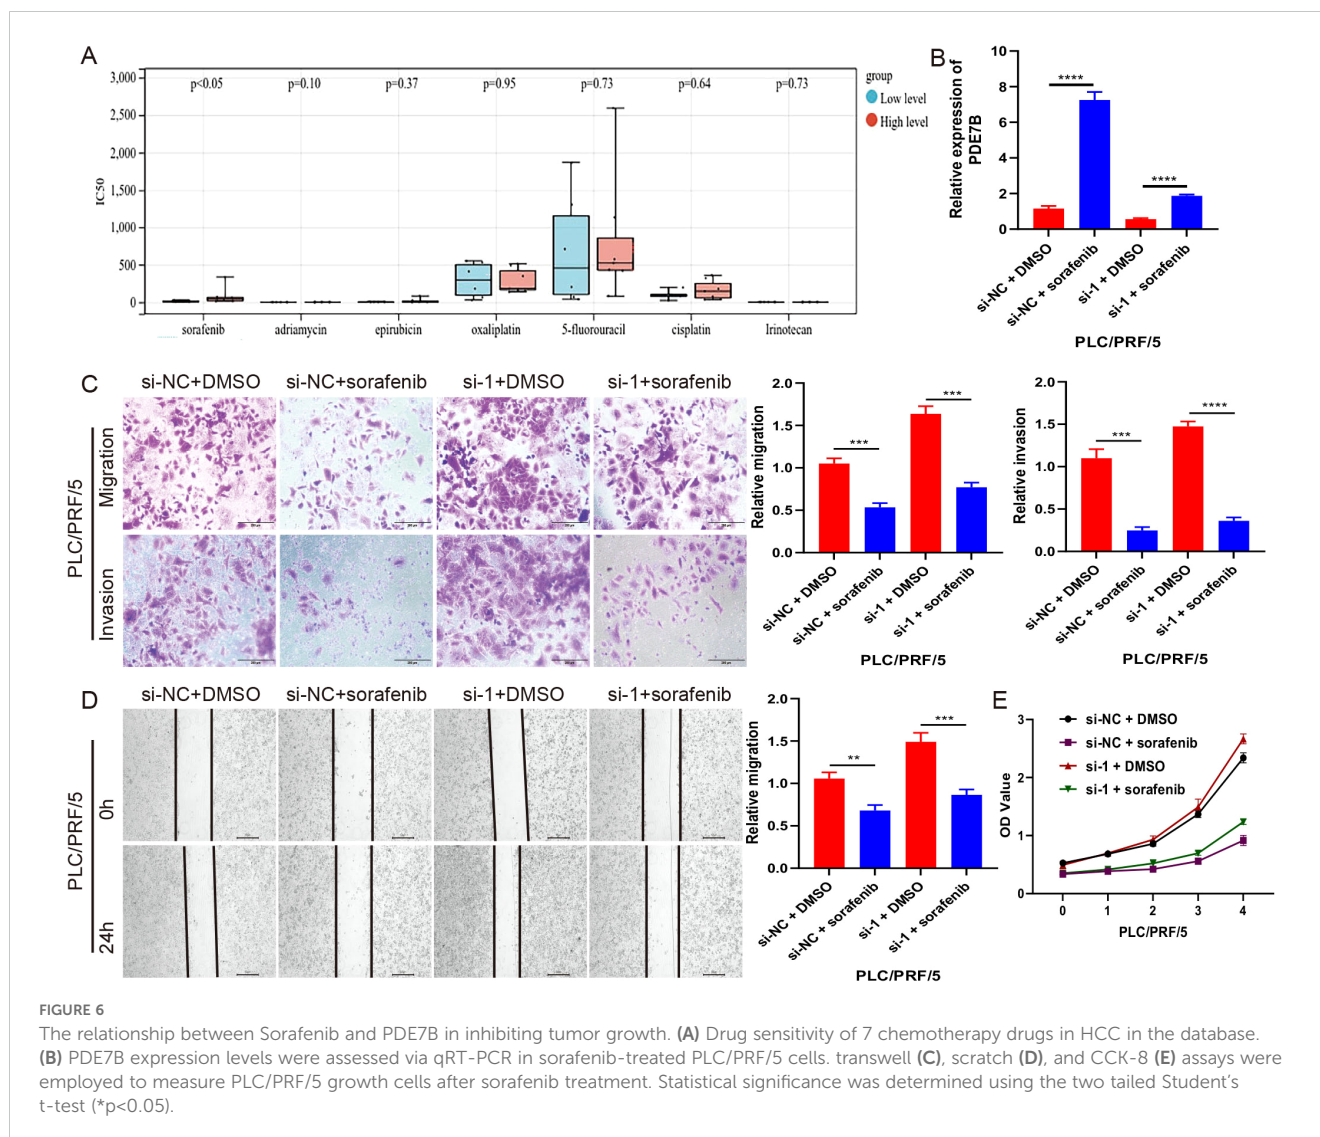 A
3,000
2,500
2,000
1,500
1,000
500
0
IC50
p<0.05
p=0.10
p=0.37
p=0.95
p=0.73
p=0.64
p=0.73
sorafenib
adriamycin
epirubicin
oxaliplatin
5-fluorouracil
cisplatin
Irinotecan
group
Low level
High level
B
Relative expression of
PDE7B
10
8
6
4
2
0
****
****
si-NC + DMSO
si-NC + sorafenib
si-1 + DMSO
si-1 + sorafenib
PLC/PRF/5
C
si-NC+DMSO
si-NC+sorafenib
si-1+DMSO
si-1+sorafenib
PLC/PRF/5
Migration
Invasion
Relative migration
2.0
1.5
1.0
0.5
0.0
***
***
si-NC + DMSO
si-NC + sorafenib
si-1 + DMSO
si-1 + sorafenib
PLC/PRF/5
Relative invasion
2.0
1.5
1.0
0.5
0.0
***
****
si-NC + DMSO
si-NC + sorafenib
si-1 + DMSO
si-1 + sorafenib
PLC/PRF/5
D
si-NC+DMSO
si-NC+sorafenib
si-1+DMSO
si-1+sorafenib
PLC/PRF/5
0h
24h
Relative migration
2.0
1.5
1.0
0.5
0.0
**
***
si-NC + DMSO
si-NC + sorafenib
si-1 + DMSO
si-1 + sorafenib
PLC/PRF/5
E
si-NC + DMSO
si-NC + sorafenib
si-1 + DMSO
si-1 + sorafenib
OD Value
3
2
1
0
0
1
2
3
4
PLC/PRF/5
FIGURE 6
The relationship between Sorafenib and PDE7B in inhibiting tumor growth. (A) Drug sensitivity of 7 chemotherapy drugs in HCC in the database.
(B) PDE7B expression levels were assessed via qRT-PCR in sorafenib-treated PLC/PRF/5 cells. transwell (C), scratch (D), and CCK-8 (E) assays were
employed to measure PLC/PRF/5 growth cells after sorafenib treatment. Statistical significance was determined using the two tailed Student’s
t-test (*p<0.05).